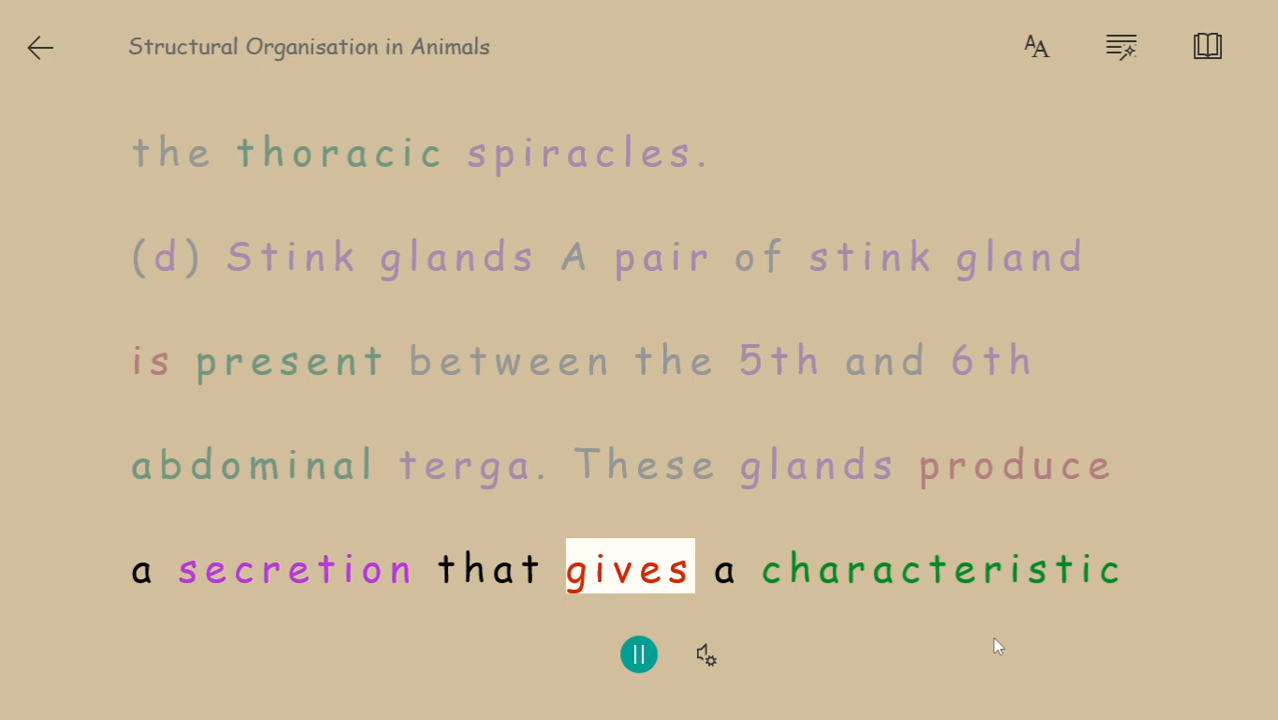 Structural Organisation in Animals
the thoracic spiracles.
(d) Stink glands A pair of stink gland
is present between the 5th and 6th
abdominal terga. These glands produce
a secretion that gives a characteristic